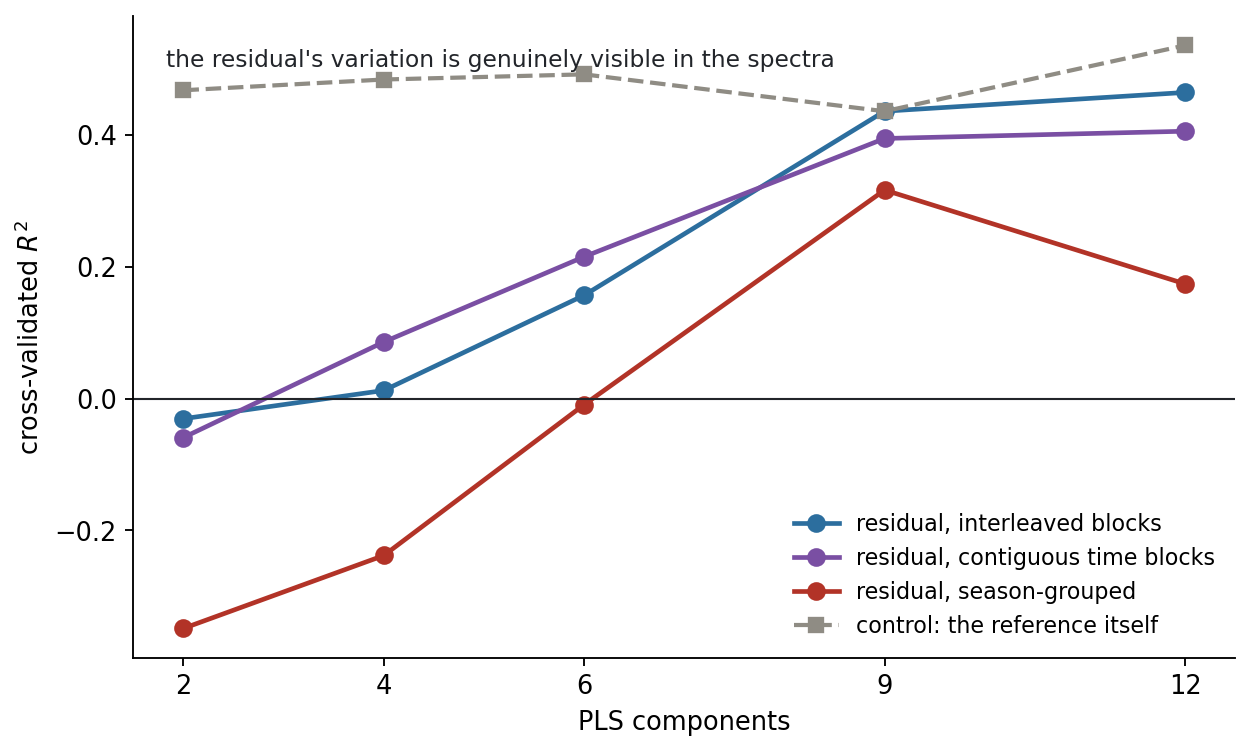 the residual's variation is genuinely visible in the spectra
cross-validated R²
0.4
0.2
0.0
−0.2
residual, interleaved blocks
residual, contiguous time blocks
residual, season-grouped
control: the reference itself
2 4 6 9 12
PLS components